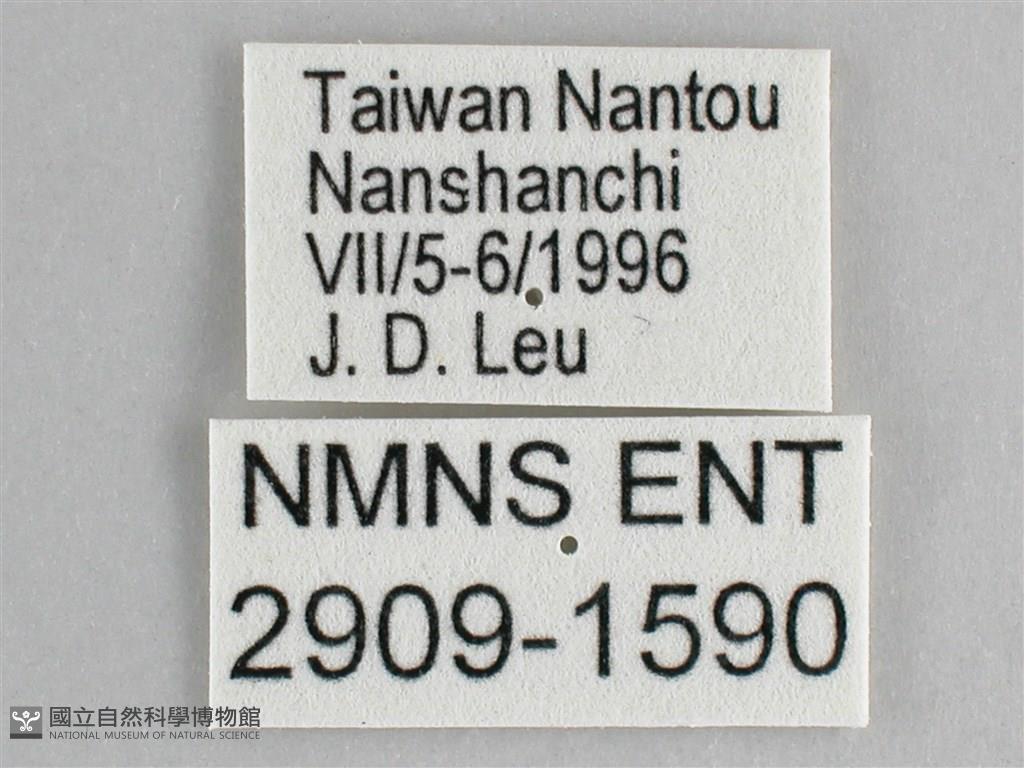 Taiwan Nantou
Nanshanchi
VII/5-6/1996
J. D. Leu
NMNS ENT
2909-1590
國立自然科學博物館
NATIONAL MUSEUM OF NATURAL SCIENCE